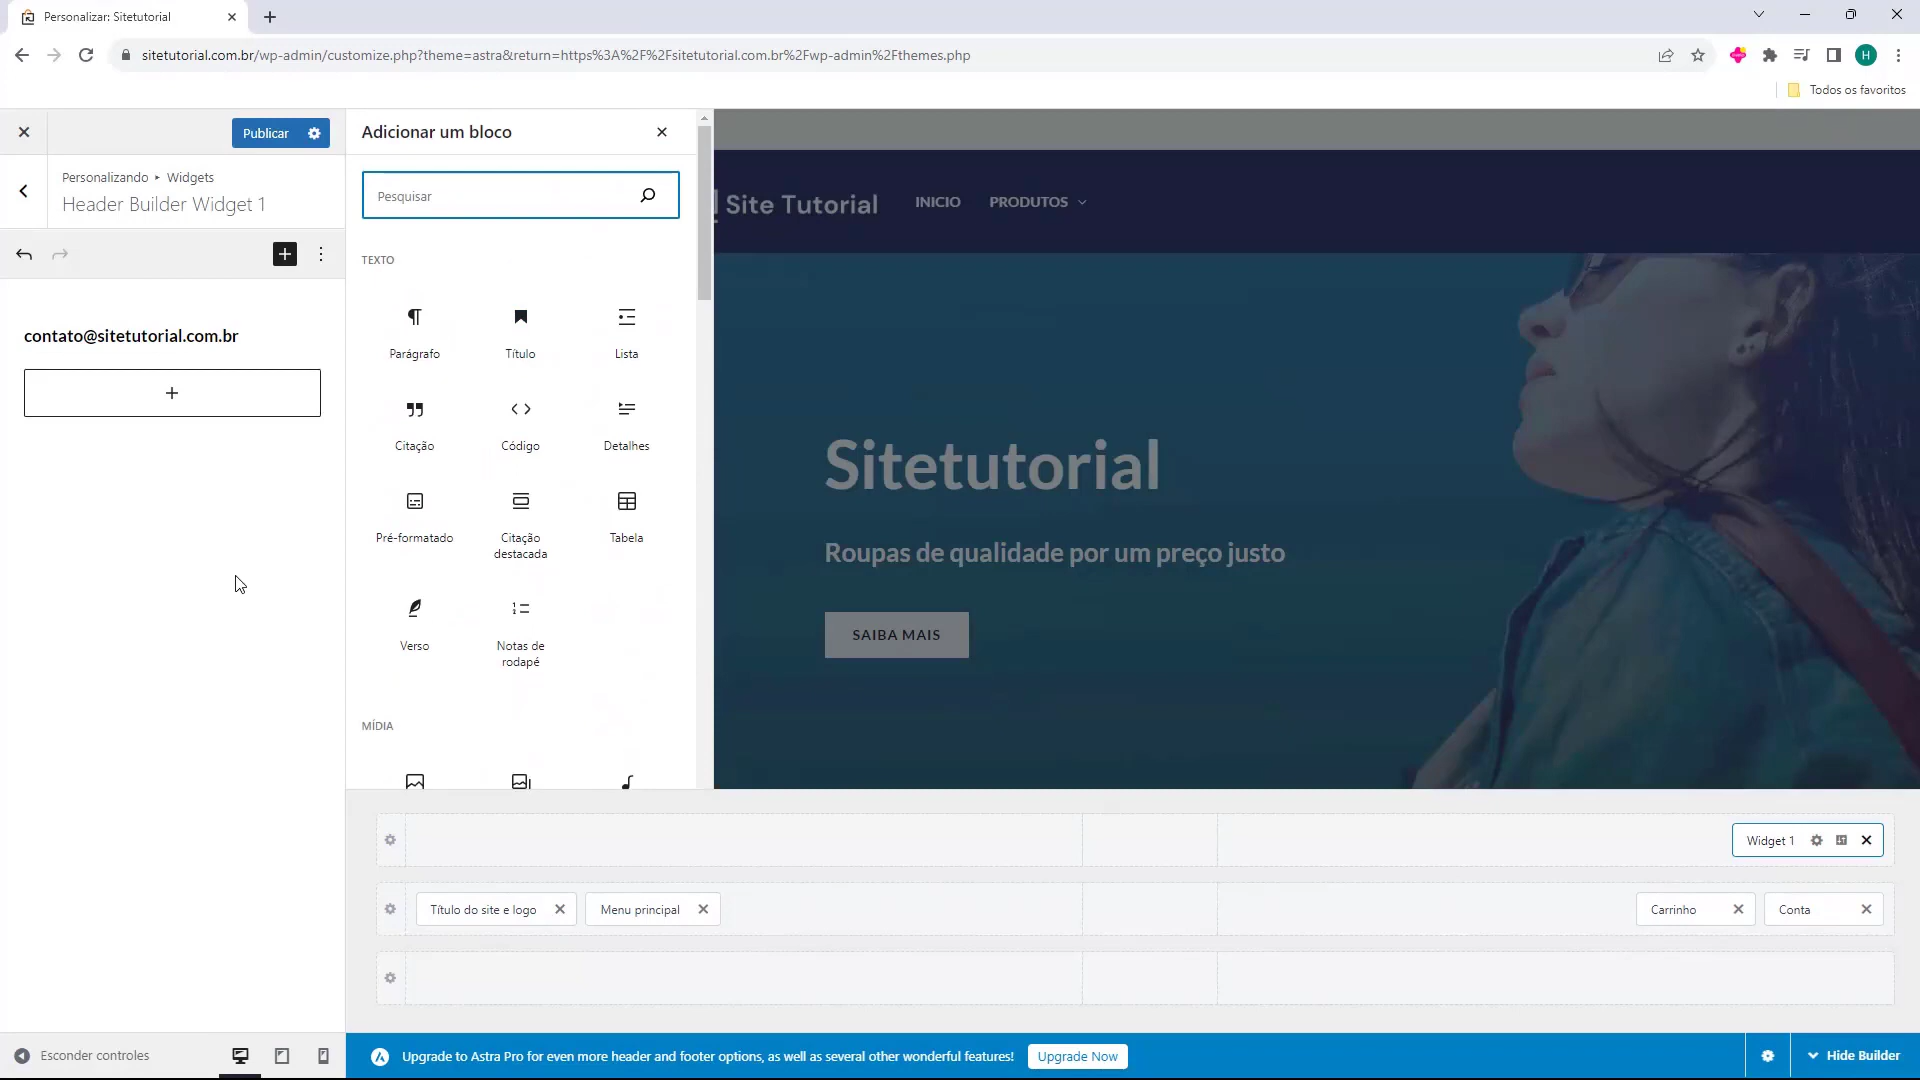 Personalizar: Sitetutorial
sitetutorial.com.br/wp-admin/customize.php?theme=astra&return=https%3A%2F%2Fsitetutorial.com.br%2Fwp-admin%2Fthemes.php
H
Todos os favoritos
Publicar
Personalizando ▸ Widgets
Header Builder Widget 1
contato@sitetutorial.com.br
Adicionar um bloco
Pesquisar
TEXTO
Parágrafo
Título
Lista
Citação
Código
Detalhes
Pré-formatado
Citação destacada
Tabela
Verso
Notas de rodapé
MÍDIA
Site Tutorial
INICIO
PRODUTOS
Sitetutorial
Roupas de qualidade por um preço justo
SAIBA MAIS
Widget 1
Título do site e logo
Menu principal
Carrinho
Conta
Esconder controles
Upgrade to Astra Pro for even more header and footer options, as well as several other wonderful features!
Upgrade Now
Hide Builder